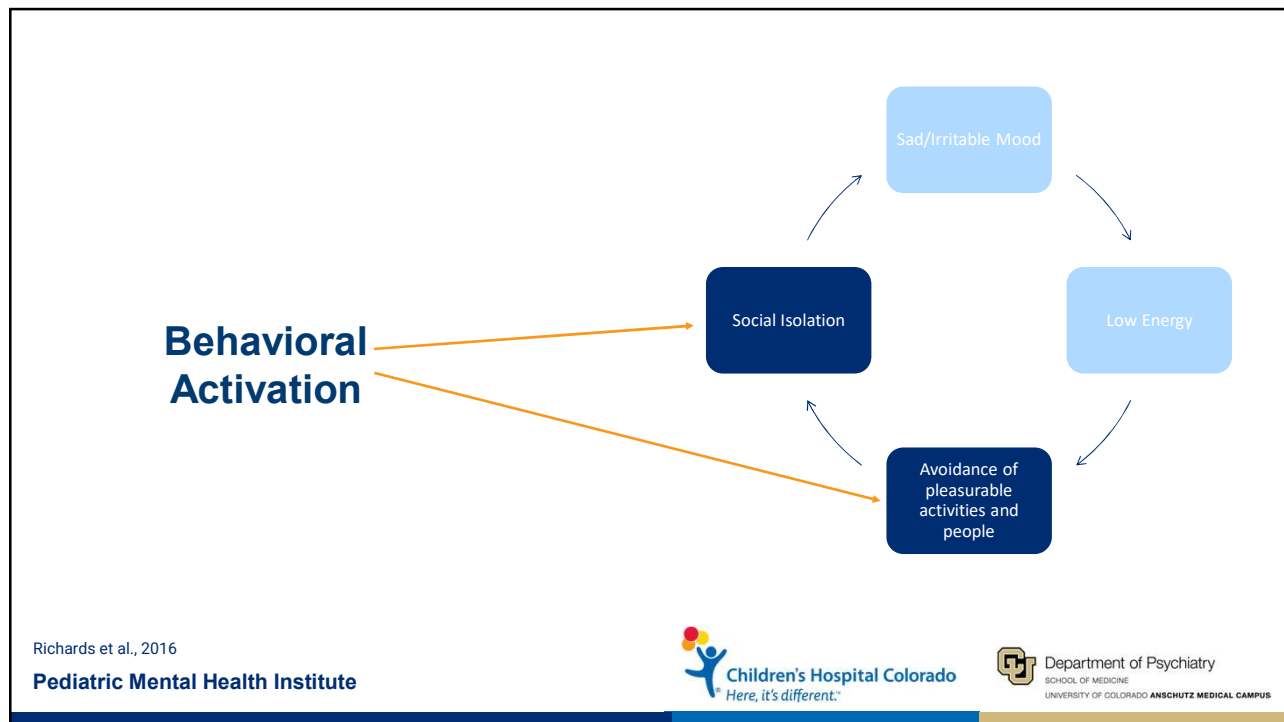 Sad/Irritable Mood
Social Isolation
Low Energy
Behavioral
Activation
Avoidance of
pleasurable
activities and
people
Richards et al., 2016
Pediatric Mental Health Institute
Children's Hospital Colorado
Here, it's different.™
Department of Psychiatry
SCHOOL OF MEDICINE
UNIVERSITY OF COLORADO ANSCHUTZ MEDICAL CAMPUS